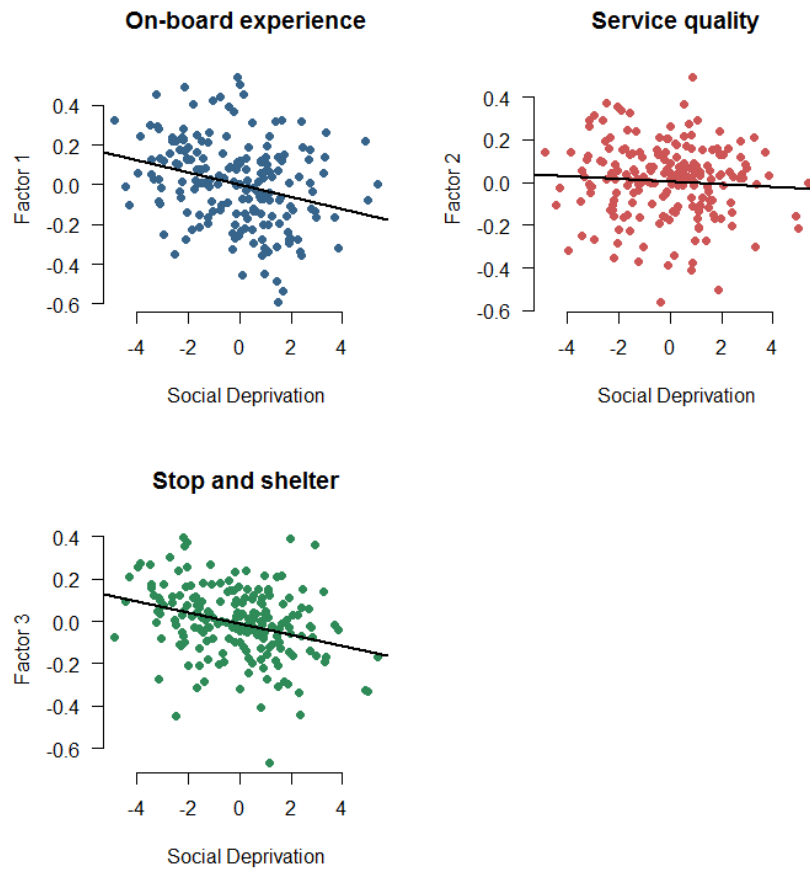 On-board experience
Factor 1
0.4
0.2
0.0
-0.2
-0.4
-0.6
-4 -2 0 2 4
Social Deprivation
Service quality
Factor 2
0.4
0.2
0.0
-0.2
-0.4
-0.6
-4 -2 0 2 4
Social Deprivation
Stop and shelter
Factor 3
0.4
0.2
0.0
-0.2
-0.4
-0.6
-4 -2 0 2 4
Social Deprivation